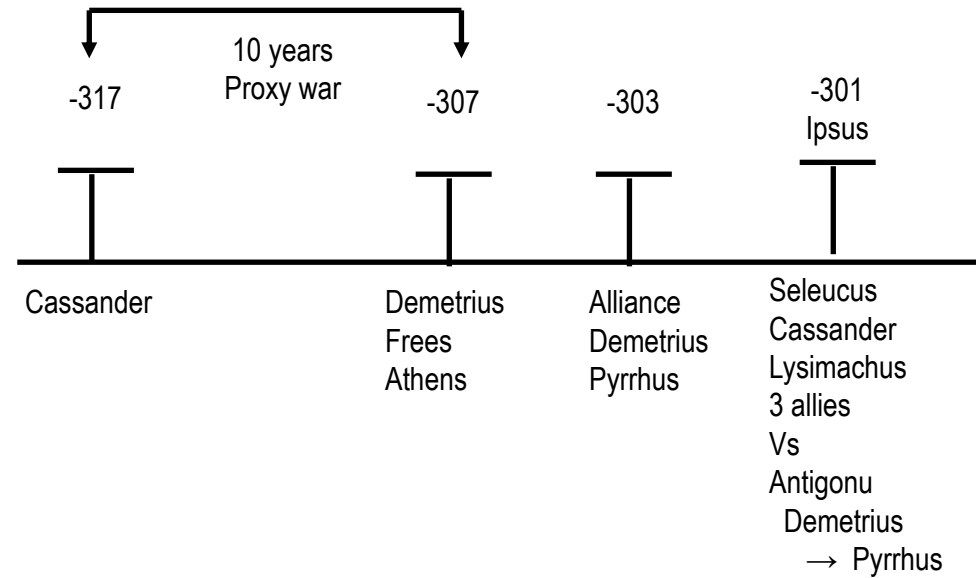 10 years
Proxy war
-317
-307
-303
-301
Ipsus
Cassander
Demetrius
Frees
Athens
Alliance
Demetrius
Pyrrhus
Seleucus
Cassander
Lysimachus
3 allies
Vs
Antigonu
Demetrius
→ Pyrrhus